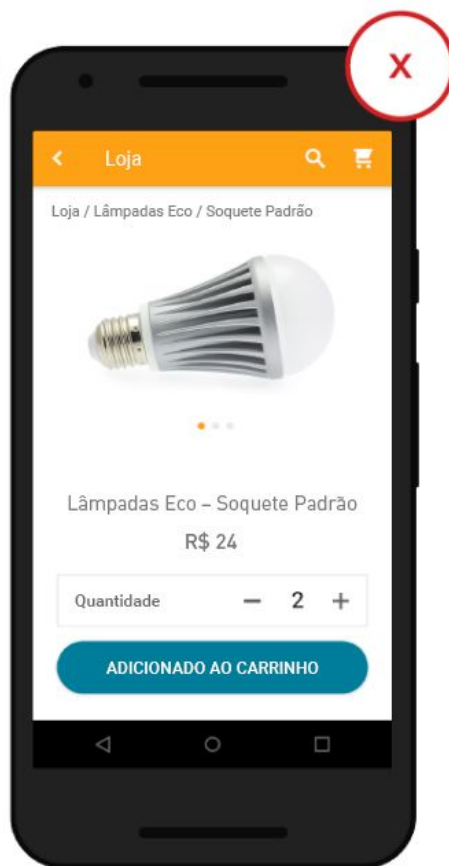 X
Loja
Loja / Lâmpadas Eco / Soquete Padrão
Lâmpadas Eco – Soquete Padrão
R$ 24
Quantidade — 2 +
ADICIONADO AO CARRINHO